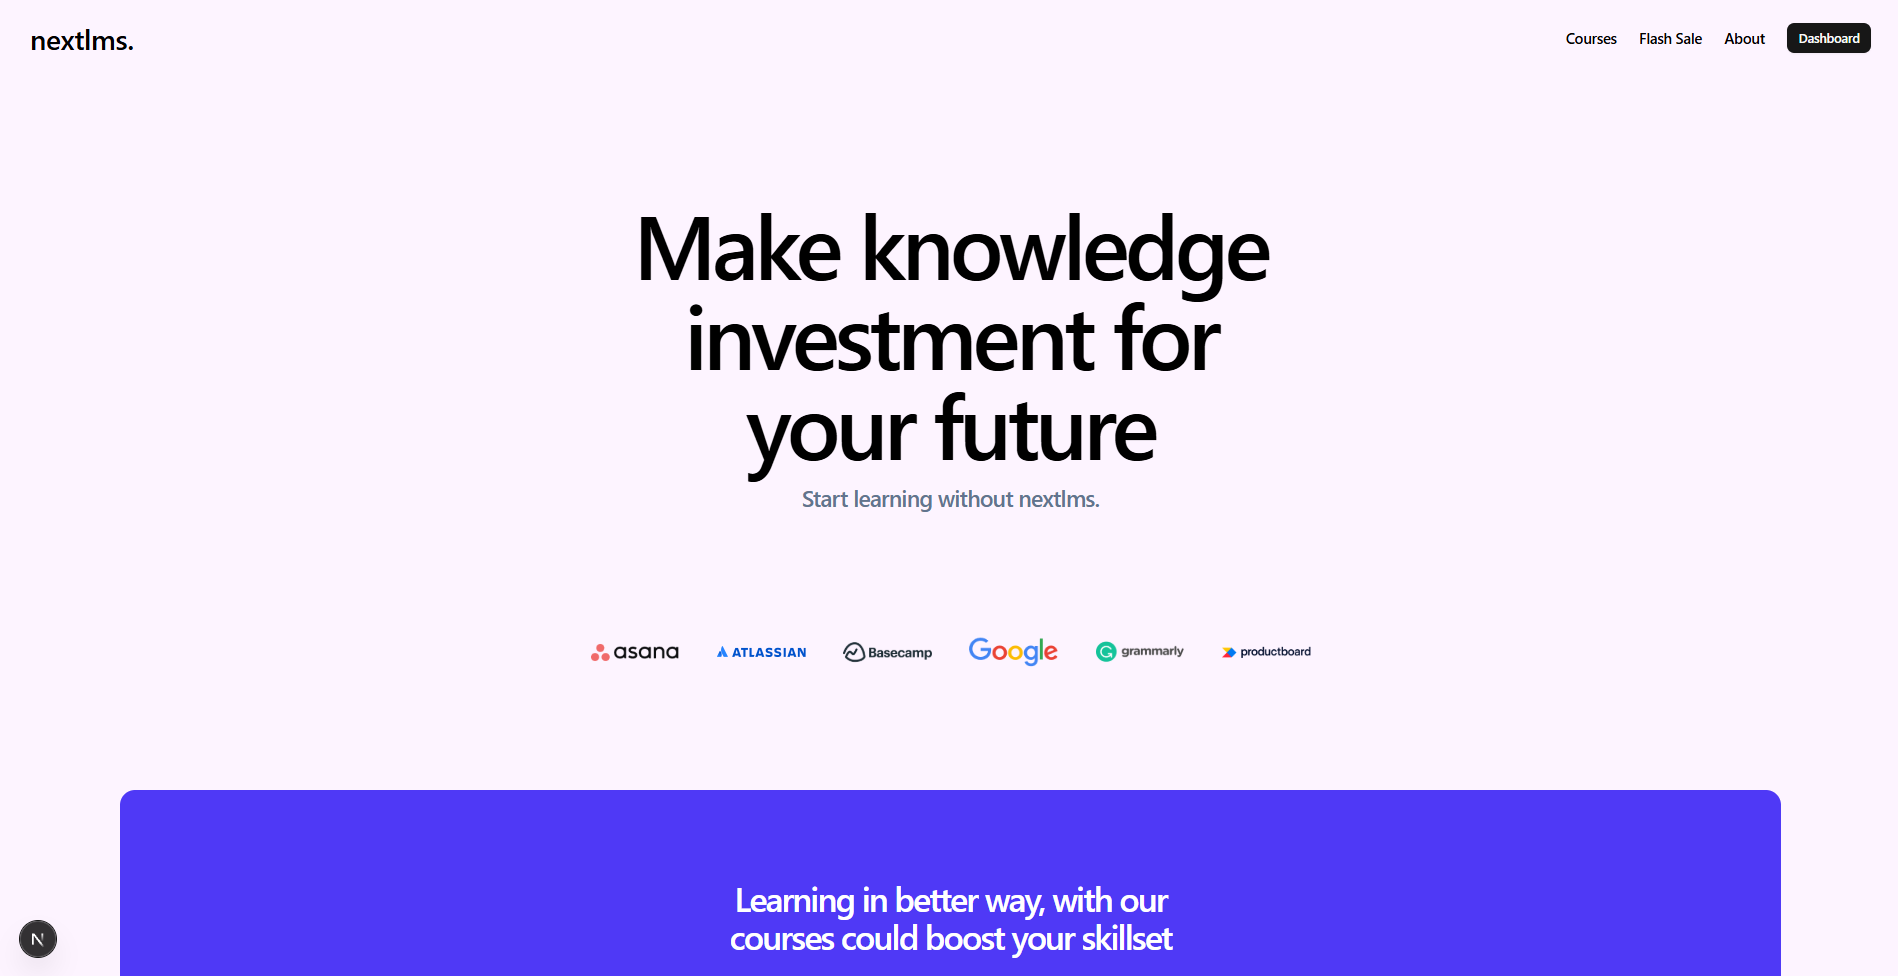 nextlms.
Courses Flash Sale About Dashboard
Make knowledge
investment for
your future
Start learning without nextlms.
asana ATLASSIAN Basecamp Google grammarly productboard
Learning in better way, with our
courses could boost your skillset
N